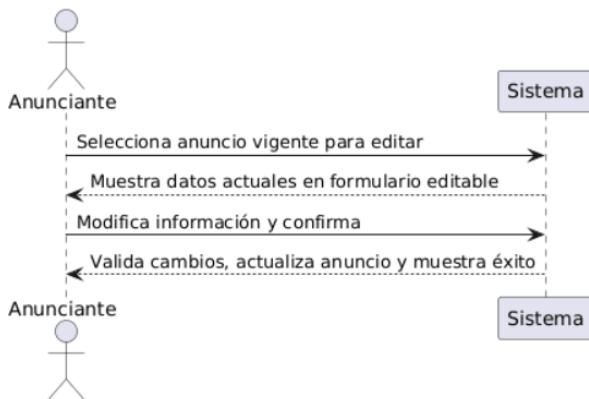 Anunciante
Sistema
Selecciona anuncio vigente para editar
Muestra datos actuales en formulario editable
Modifica información y confirma
Valida cambios, actualiza anuncio y muestra éxito
Anunciante
Sistema